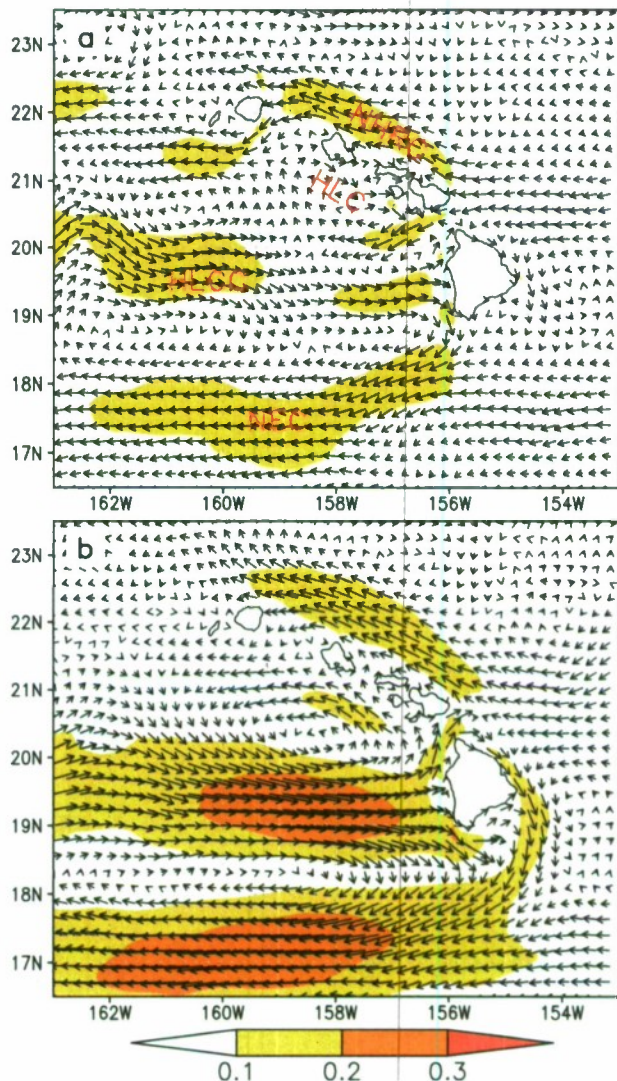 a
23N
22N
21N
20N
19N
18N
17N
NHRC
HLC
HLCC
NEC
162W 160W 158W 156W 154W
b
23N
22N
21N
20N
19N
18N
17N
162W 160W 158W 156W 154W
0.1 0.2 0.3